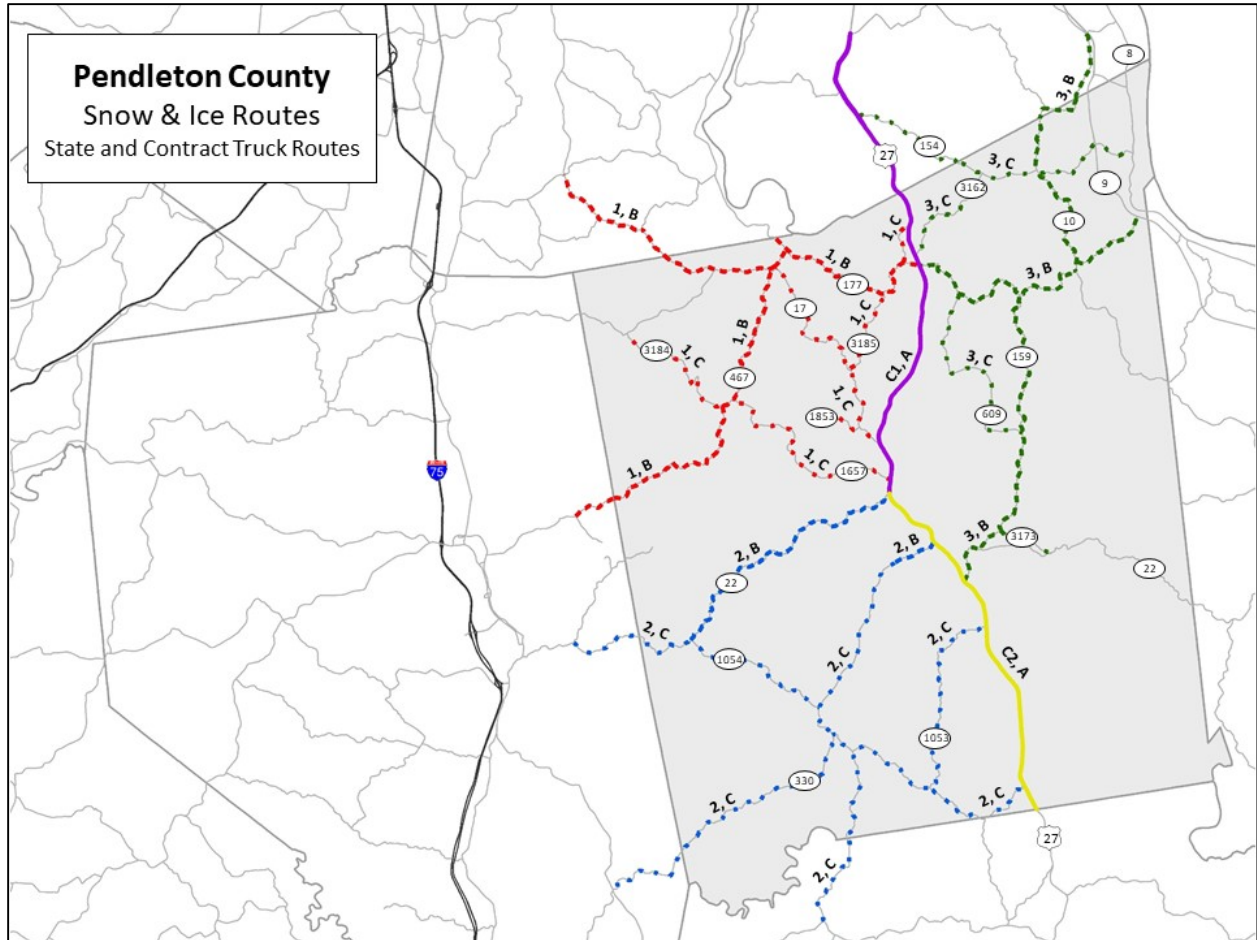 Pendleton County
Snow & Ice Routes
State and Contract Truck Routes
8
3, B
27
154
3, C
3162
9
3, C
10
1, B
1, C
1, B
177
3, B
17
1, C
1, B
3185
3184
1, C
159
C1, A
3, C
467
1, C
1853
609
75
1, B
1, C
1657
3, B
3173
2, B
2, B
22
22
2, C
2, C
1054
2, C
C2, A
1053
330
2, C
2, C
27
2, C